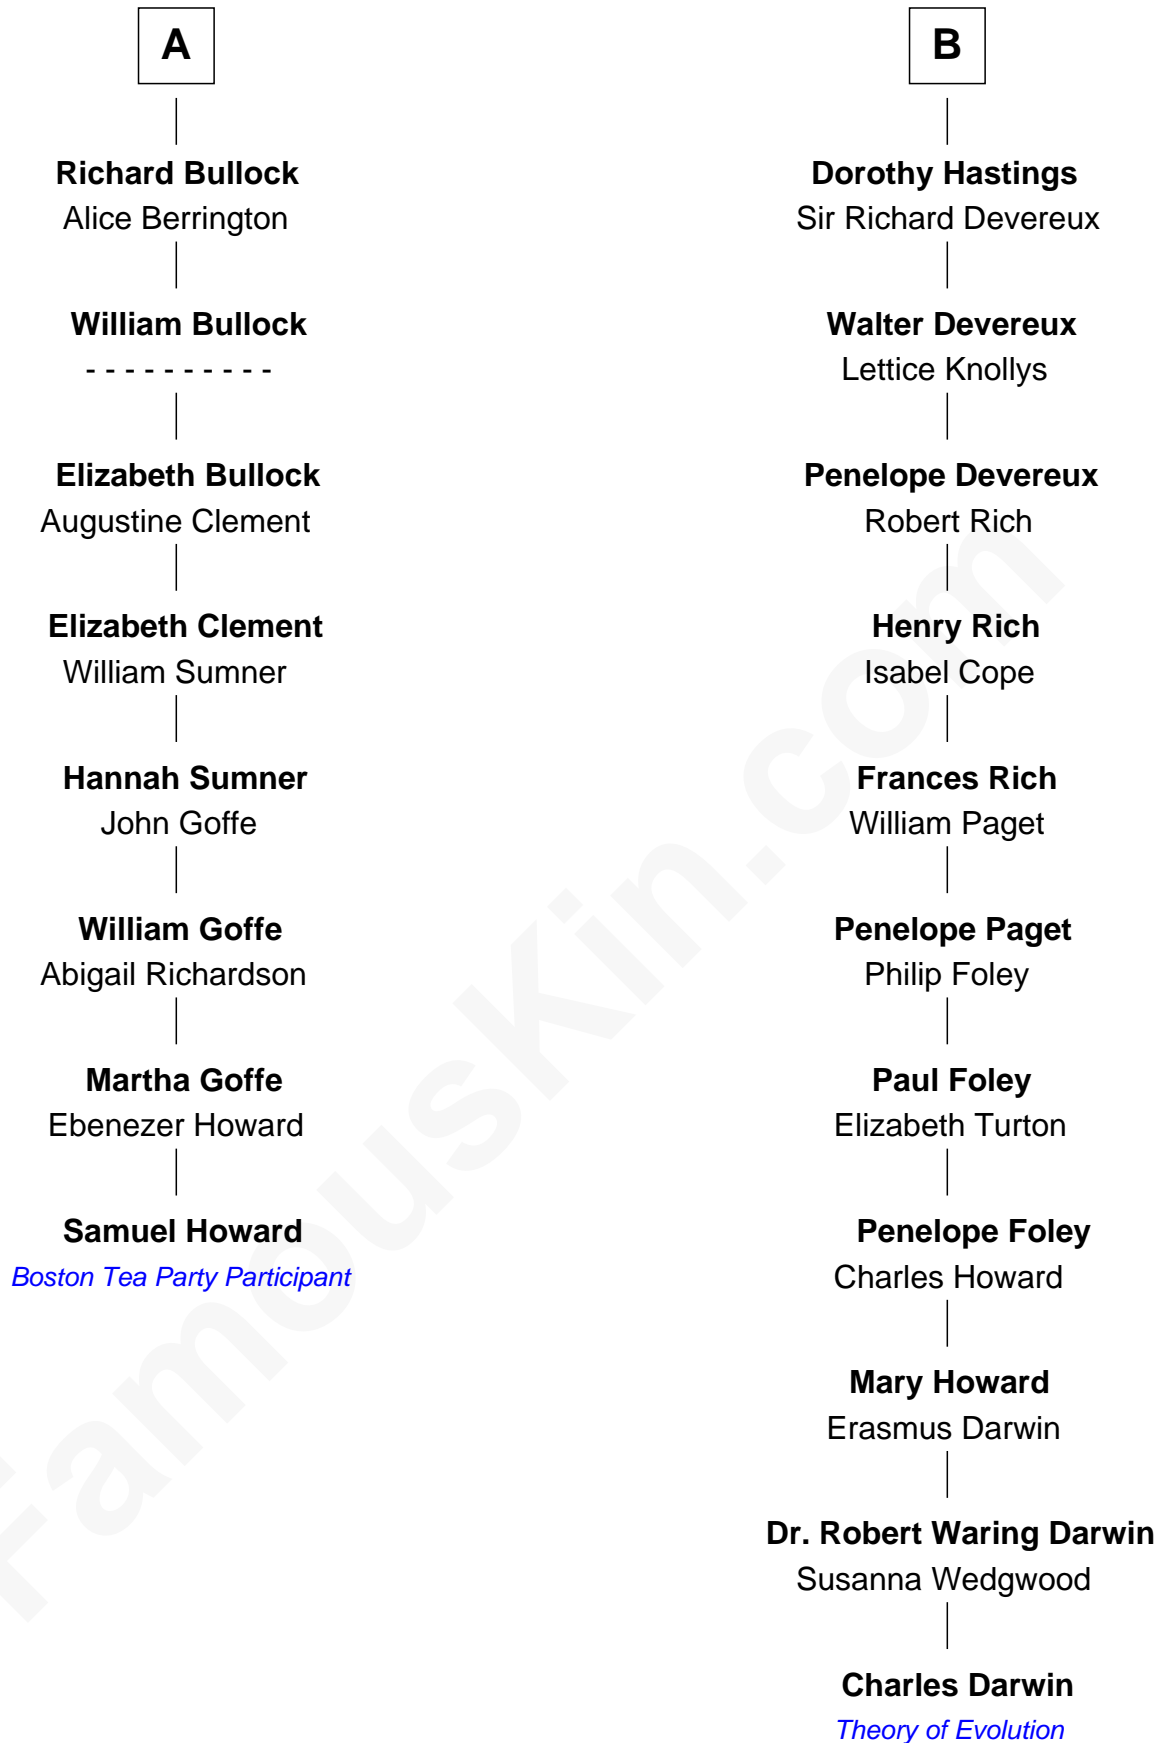 A
Richard Bullock
Alice Berrington
William Bullock
- - - - - - - - - -
Elizabeth Bullock
Augustine Clement
Elizabeth Clement
William Sumner
Hannah Sumner
John Goffe
William Goffe
Abigail Richardson
Martha Goffe
Ebenezer Howard
Samuel Howard
Boston Tea Party Participant
B
Dorothy Hastings
Sir Richard Devereux
Walter Devereux
Lettice Knollys
Penelope Devereux
Robert Rich
Henry Rich
Isabel Cope
Frances Rich
William Paget
Penelope Paget
Philip Foley
Paul Foley
Elizabeth Turton
Penelope Foley
Charles Howard
Mary Howard
Erasmus Darwin
Dr. Robert Waring Darwin
Susanna Wedgwood
Charles Darwin
Theory of Evolution
FamousKin.com